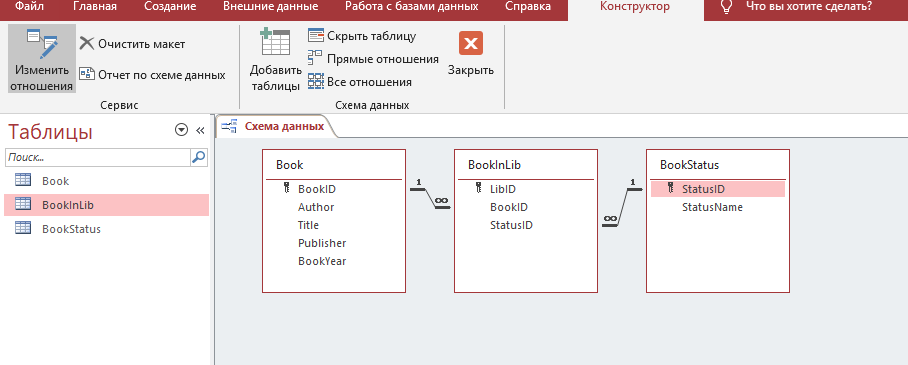 Файл Главная Создание Внешние данные Работа с базами данных Справка Конструктор Что вы хотите сделать?
Изменить отношения
Очистить макет
Отчет по схеме данных
Сервис
Добавить таблицы
Скрыть таблицу
Прямые отношения
Все отношения
Закрыть
Схема данных
Таблицы
Поиск...
Book
BookInLib
BookStatus
Схема данных
Book
BookID
Author
Title
Publisher
BookYear
1
∞
BookInLib
LibID
BookID
StatusID
1
∞
BookStatus
StatusID
StatusName